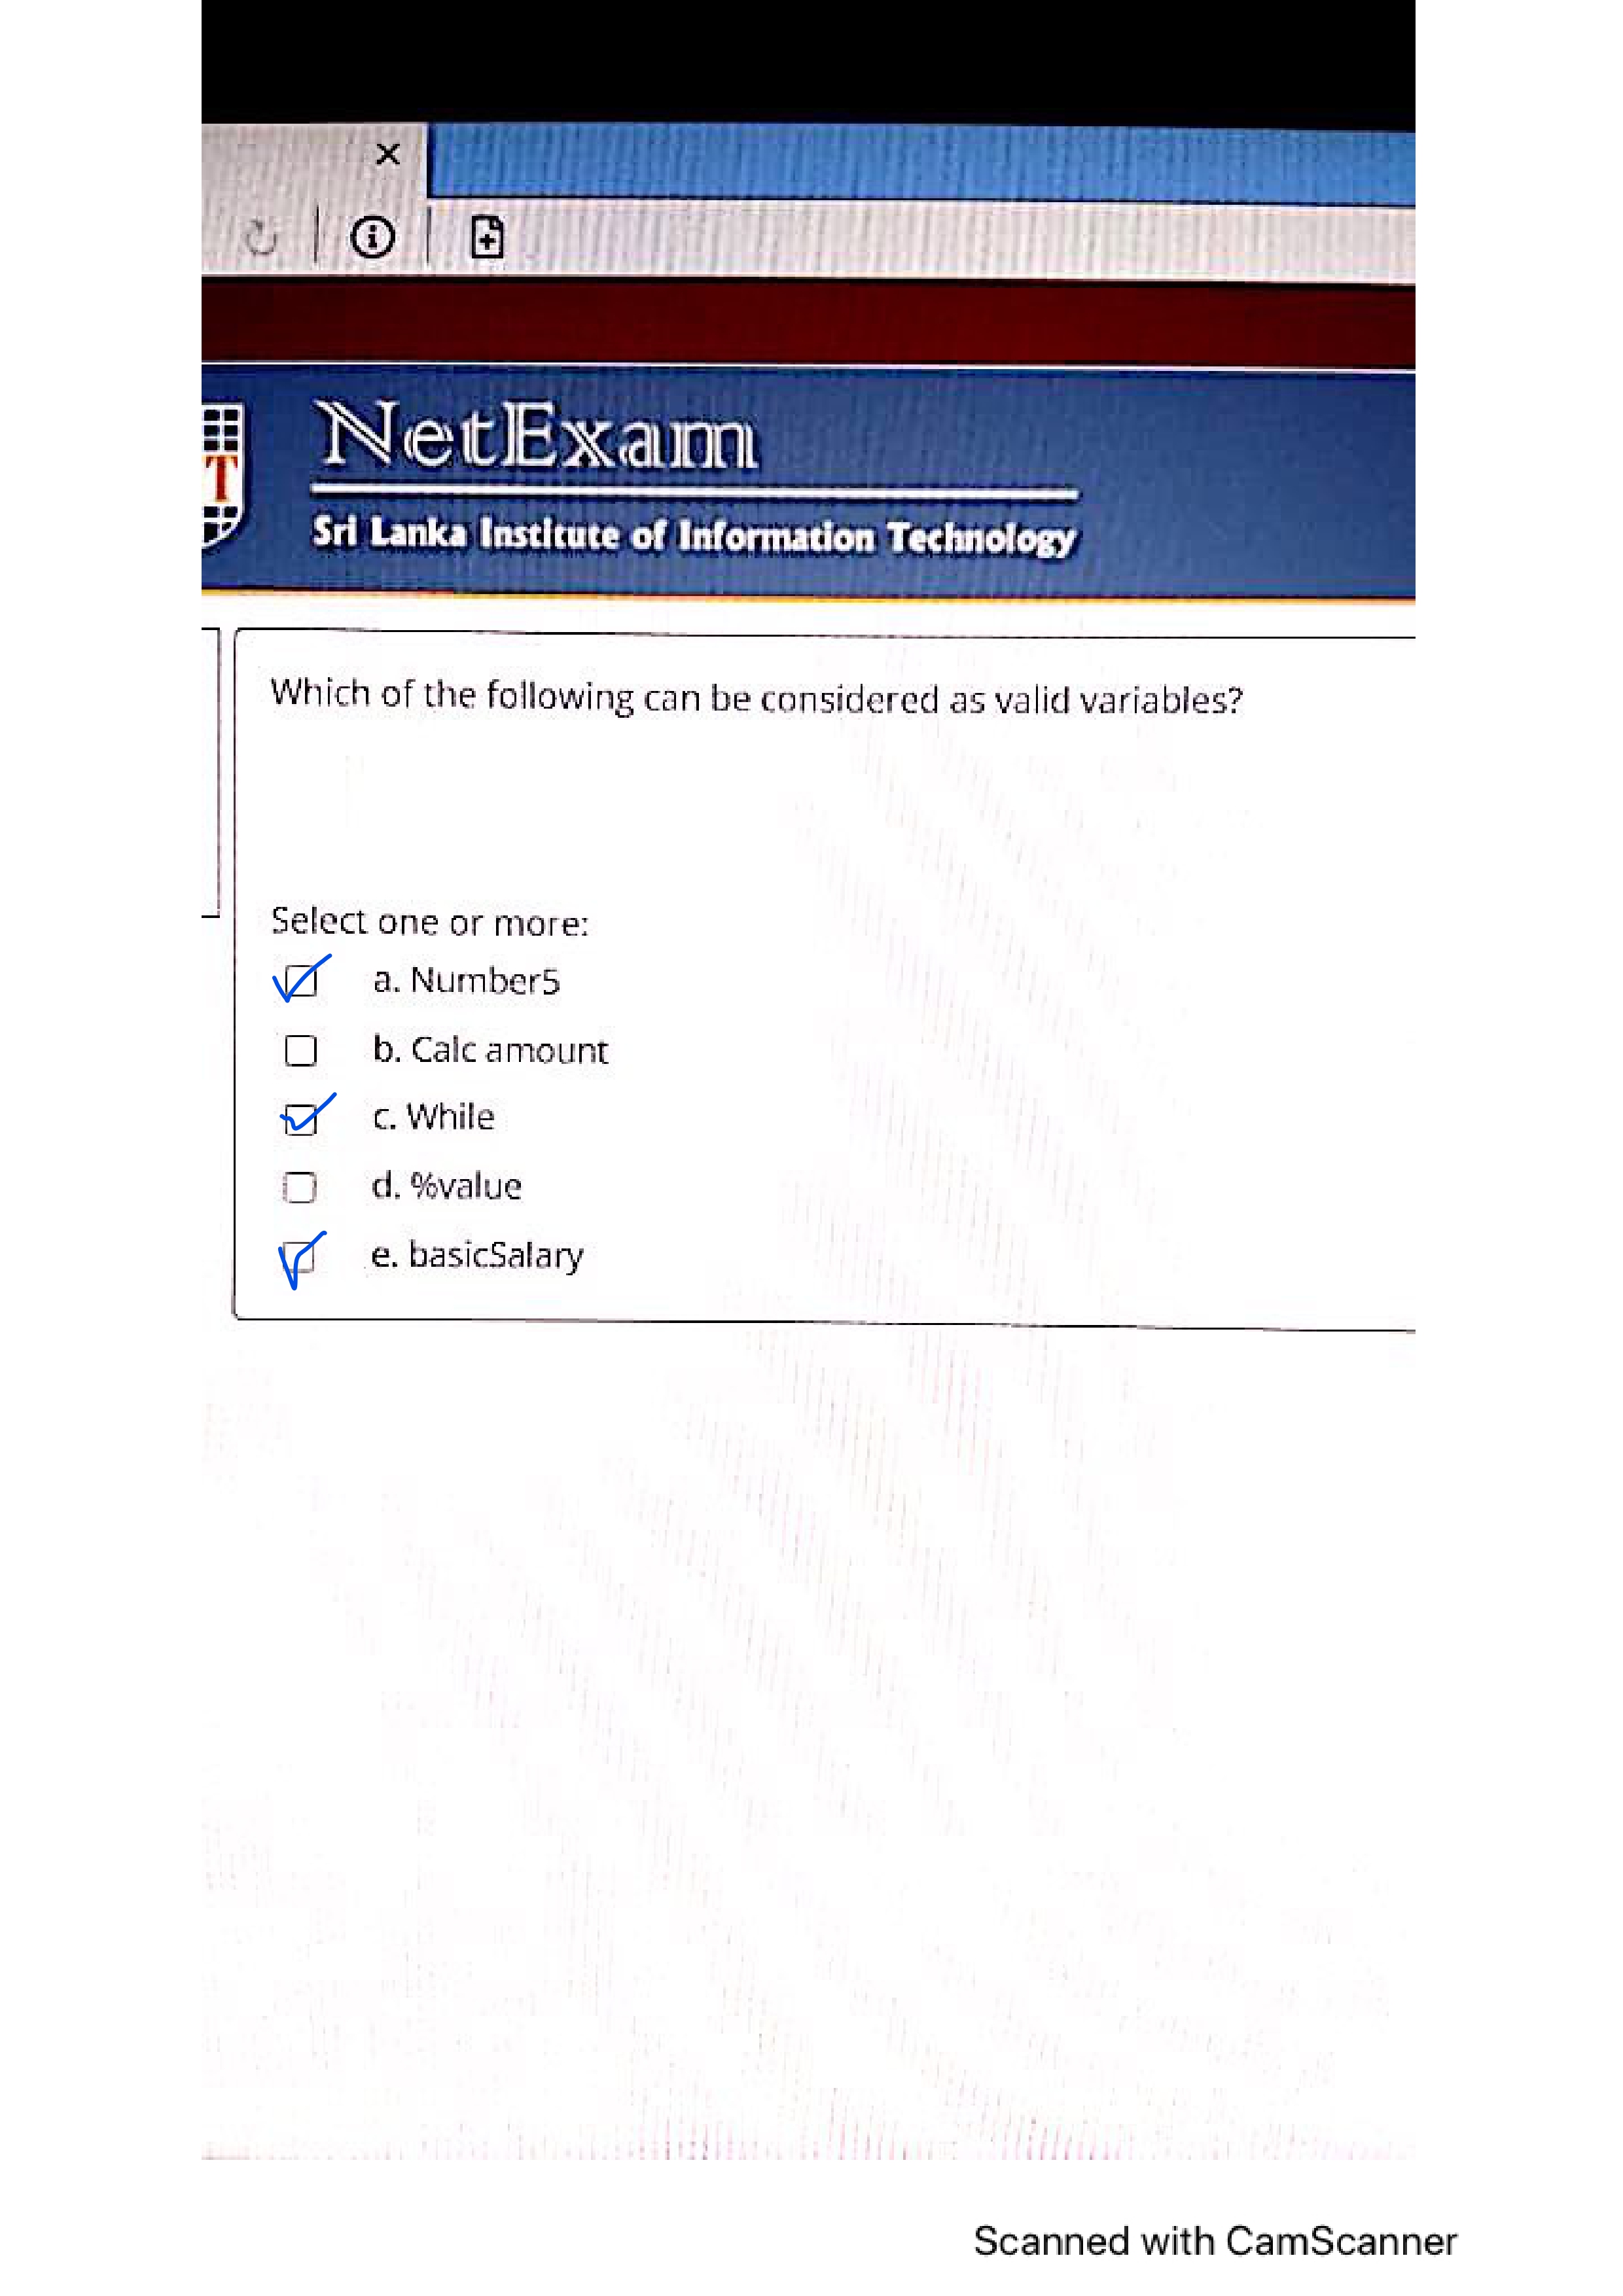 NetExam
T
Sri Lanka Institute of Information Technology
Which of the following can be considered as valid variables?
Select one or more:
a. Number5
b. Calc amount
c. While
d. %value
e. basicSalary
Scanned with CamScanner